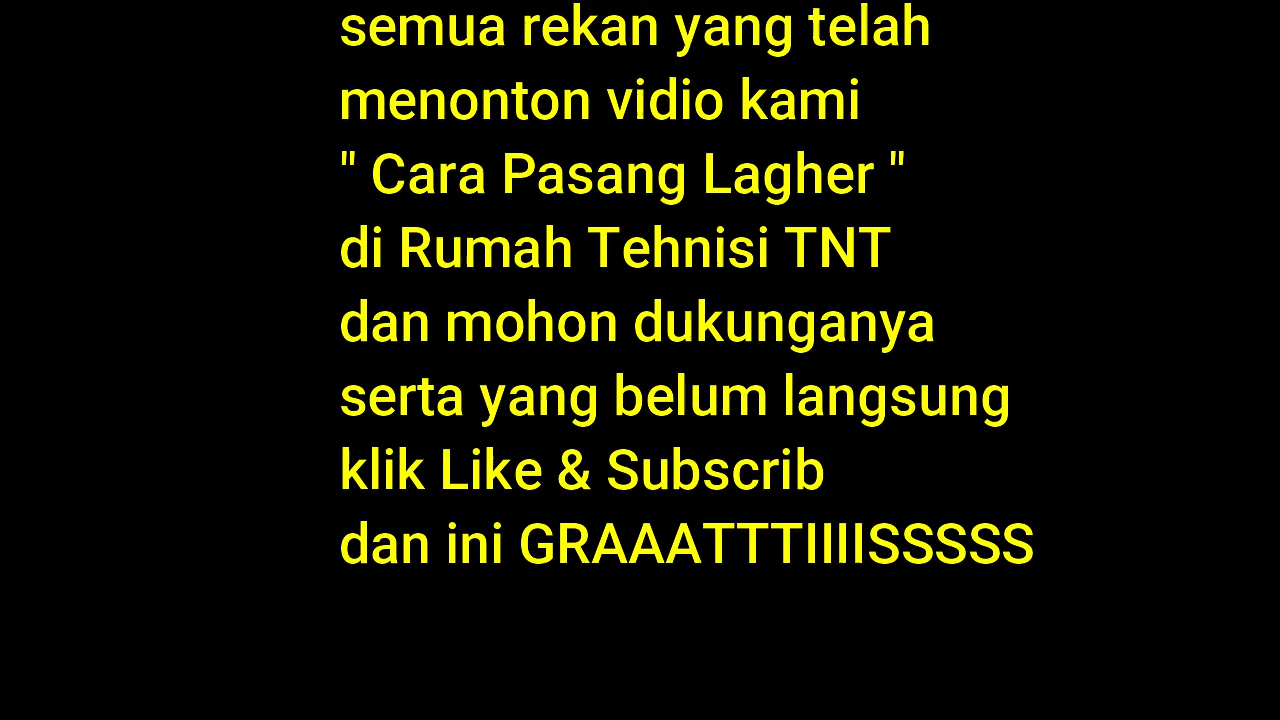 semua rekan yang telah
menonton vidio kami
" Cara Pasang Lagher "
di Rumah Tehnisi TNT
dan mohon dukunganya
serta yang belum langsung
klik Like & Subscrib
dan ini GRAAATTTIIIISSSSS